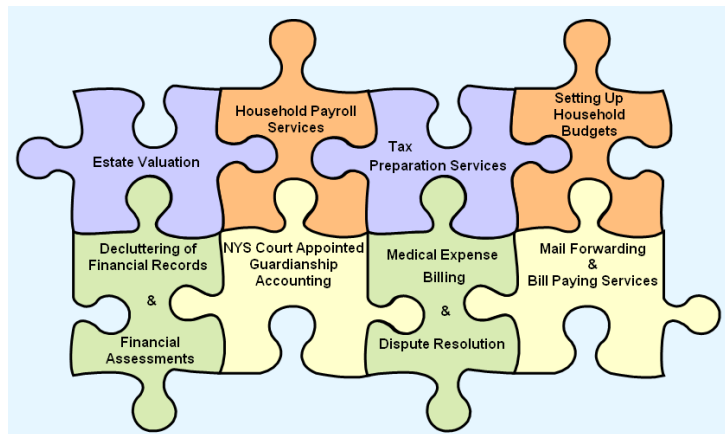 Estate Valuation
Household Payroll
Services
Tax
Preparation Services
Setting Up
Household
Budgets
Decluttering of
Financial Records
&
Financial
Assessments
NYS Court Appointed
Guardianship
Accounting
Medical Expense
Billing
&
Dispute Resolution
Mail Forwarding
&
Bill Paying Services